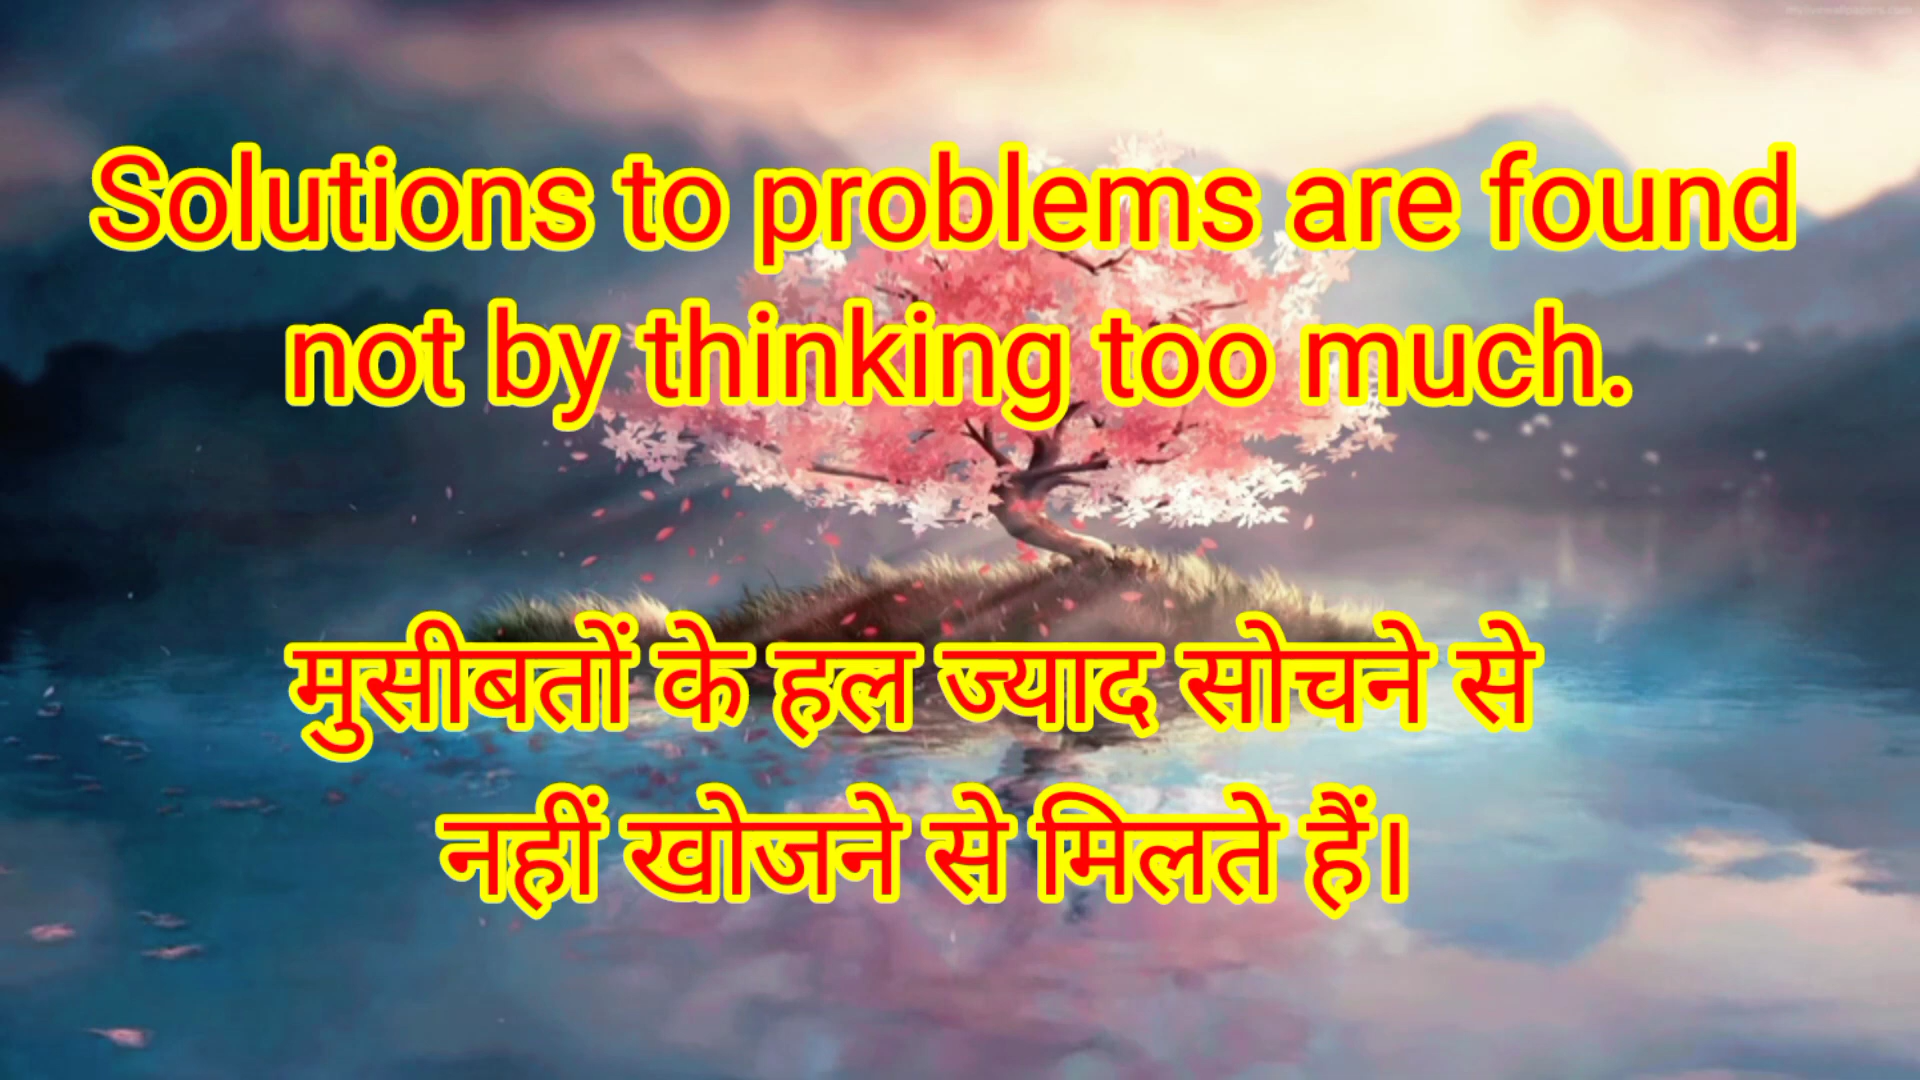 Solutions to problems are found
not by thinking too much.
मुसीबतों के हल ज्याद सोचने से
नहीं खोजने से मिलते हैं।